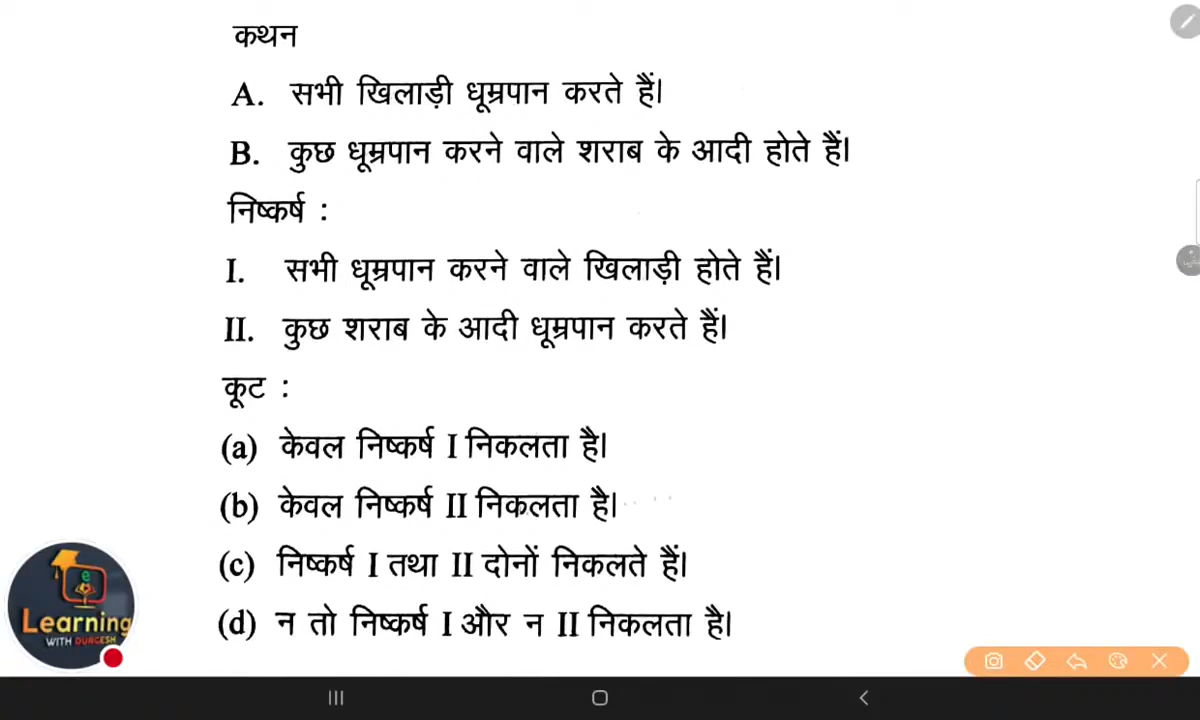 कथन
A. सभी खिलाड़ी धूम्रपान करते हैं।
B. कुछ धूम्रपान करने वाले शराब के आदी होते हैं।
निष्कर्ष :
I. सभी धूम्रपान करने वाले खिलाड़ी होते हैं।
II. कुछ शराब के आदी धूम्रपान करते हैं।
कूट :
(a) केवल निष्कर्ष I निकलता है।
(b) केवल निष्कर्ष II निकलता है।
(c) निष्कर्ष I तथा II दोनों निकलते हैं।
(d) न तो निष्कर्ष I और न II निकलता है।
e
Learning
WITH DURGESH